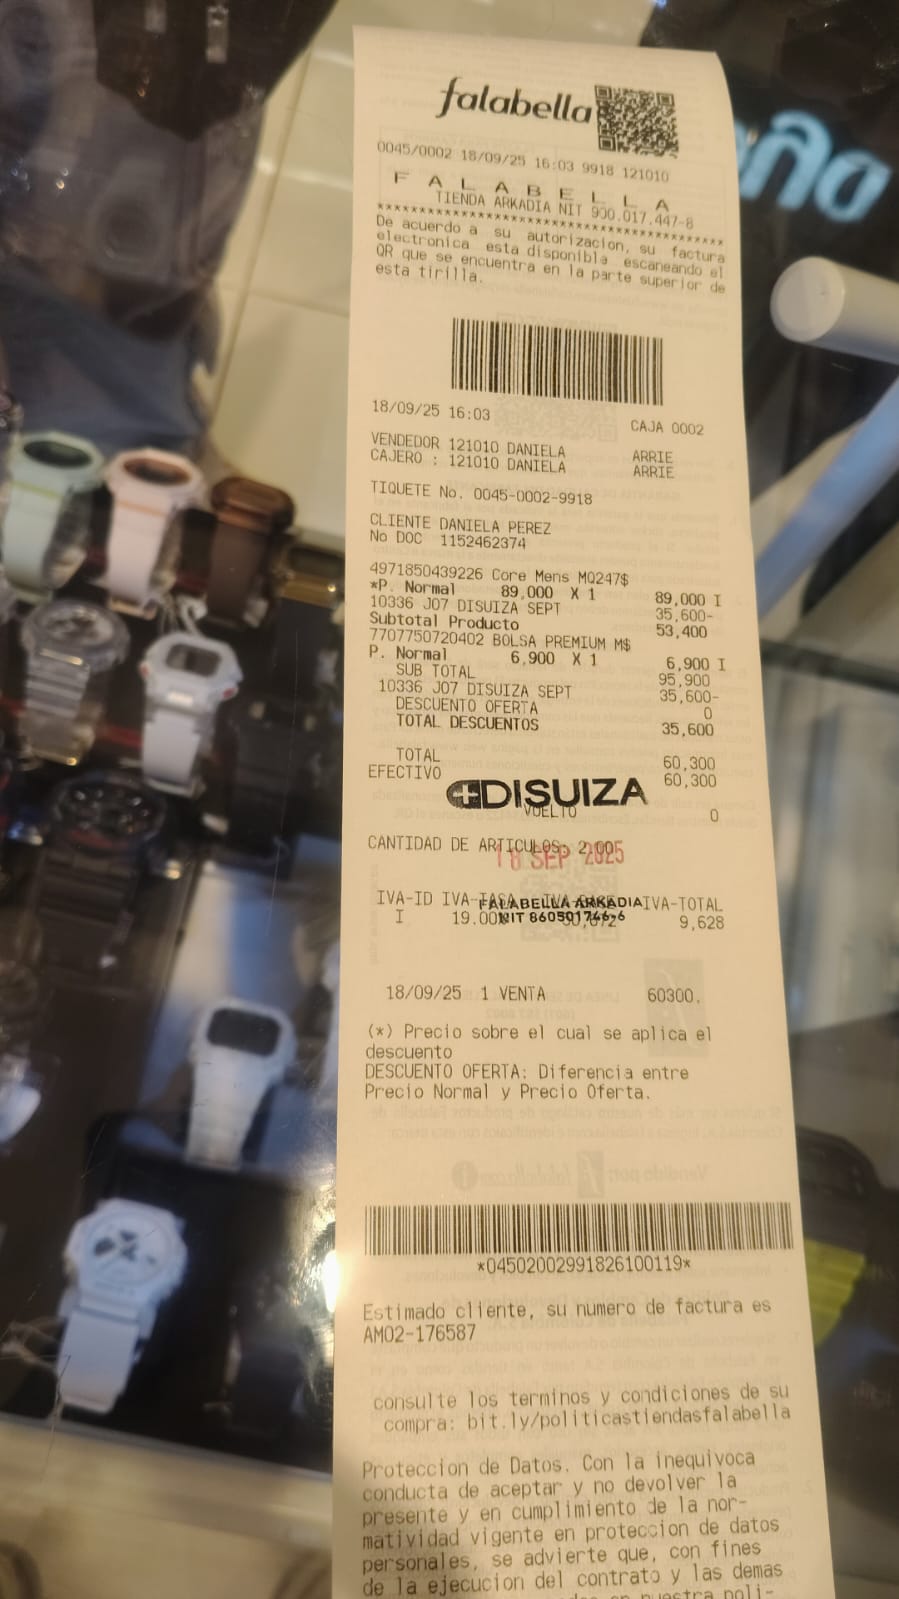 falabella
0045/0002 18/09/25 16:03 9918 121010
F A L A B E L L A
TIENDA ARKADIA NIT 900.017.447-8
****************************************
De acuerdo a su autorizacion, su factura
electronica esta disponible escaneando el
QR que se encuentra en la parte superior de
esta tirilla.
18/09/25 16:03 CAJA 0002
VENDEDOR 121010 DANIELA ARRIE
CAJERO : 121010 DANIELA ARRIE
TIQUETE No. 0045-0002-9918
CLIENTE DANIELA PEREZ
No DOC 1152462374
4971850439226 Core Mens MQ247$
*P. Normal 89,000 X 1 89,000 I
10336 J07 DISUIZA SEPT 35,600-
Subtotal Producto 53,400
7707750720402 BOLSA PREMIUM M$
P. Normal 6,900 X 1 6,900 I
SUB TOTAL 95,900
10336 J07 DISUIZA SEPT 35,600-
DESCUENTO OFERTA 0
TOTAL DESCUENTOS 35,600
TOTAL 60,300
EFECTIVO 60,300
DISUIZA
VUELTO 0
CANTIDAD DE ARTICULOS: 2,00
18 SEP 2025
IVA-ID IVA-TASA IVA-TOTAL
FALABELLA ARKADIA
I 19.00% 9,628
NIT 860501746-6
18/09/25 1 VENTA 60300.
(*) Precio sobre el cual se aplica el
descuento
DESCUENTO OFERTA: Diferencia entre
Precio Normal y Precio Oferta.
*04502002991826100119*
Estimado cliente, su numero de factura es
AM02-176587
consulte los terminos y condiciones de su
compra: bit.ly/politicastiendasfalabella
Proteccion de Datos. Con la inequivoca
conducta de aceptar y no devolver la
presente y en cumplimiento de la nor-
matividad vigente en proteccion de datos
personales, se advierte que, con fines
de la ejecucion del contrato y las demas
en nuestra poli-